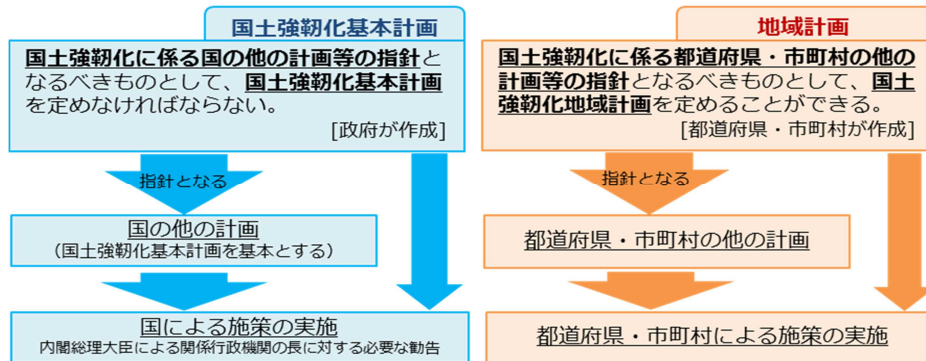 国土強靭化基本計画
国土強靭化に係る国の他の計画等の指針と
なるべきものとして、国土強靭化基本計画
を定めなければならない。
[政府が作成]
指針となる
国の他の計画
(国土強靭化基本計画を基本とする)
国による施策の実施
内閣総理大臣による関係行政機関の長に対する必要な勧告
地域計画
国土強靭化に係る都道府県・市町村の他の
計画等の指針となるべきものとして、国土
強靭化地域計画を定めることができる。
[都道府県・市町村が作成]
指針となる
都道府県・市町村の他の計画
都道府県・市町村による施策の実施